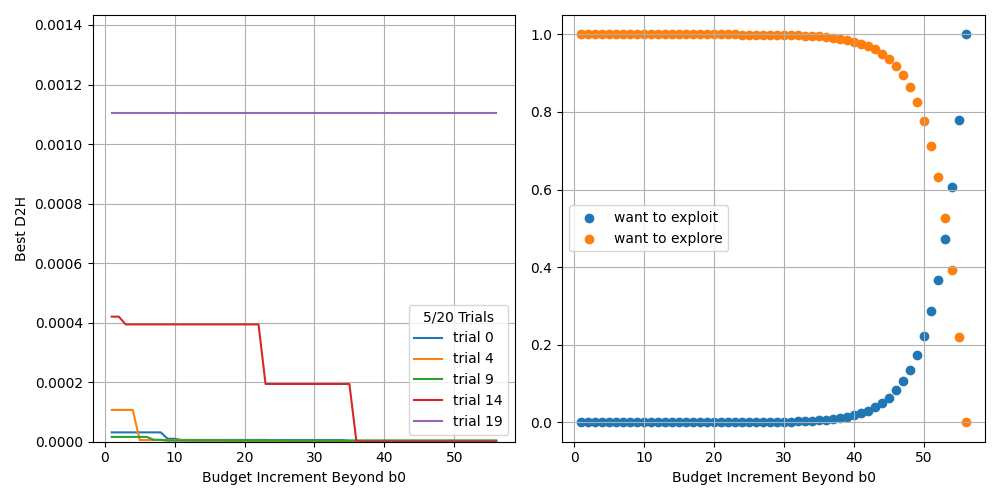 0.0014
0.0012
0.0010
0.0008
0.0006
0.0004
0.0002
0.0000
Best D2H
0 10 20 30 40 50
Budget Increment Beyond b0
5/20 Trials
trial 0
trial 4
trial 9
trial 14
trial 19
1.0
0.8
0.6
0.4
0.2
0.0
0 10 20 30 40 50
Budget Increment Beyond b0
want to exploit
want to explore